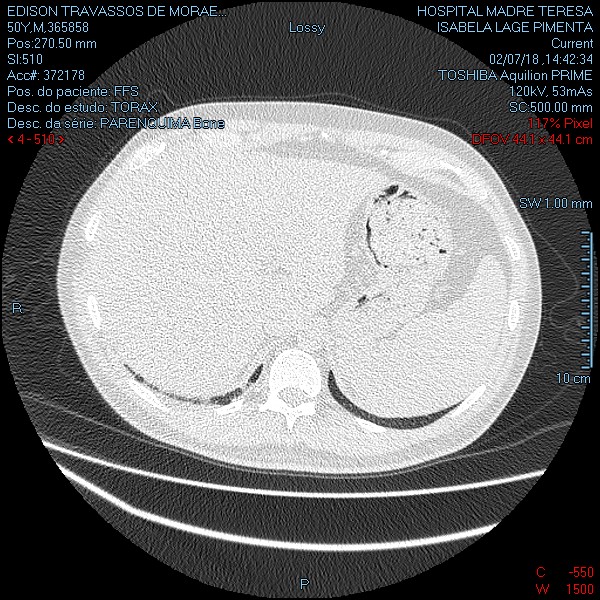 EDISON TRAVASSOS DE MORAE...
50Y,M,365858
Pos:270.50 mm
SI:510
Acc#: 372178
Pos. do paciente: FFS
Desc. do estudo: TORAX
Desc. da série: PARENQUIMA Bone
< 4 - 510 >
Lossy
HOSPITAL MADRE TERESA
ISABELA LAGE PIMENTA
Current
02/07/18 ,14:42:34
TOSHIBA Aquilion PRIME
120kV, 53mAs
SC:500.00 mm
117% Pixel
DFOV 44.1 x 44.1 cm
SW:1.00 mm
R
10 cm
P
C -550
W 1500